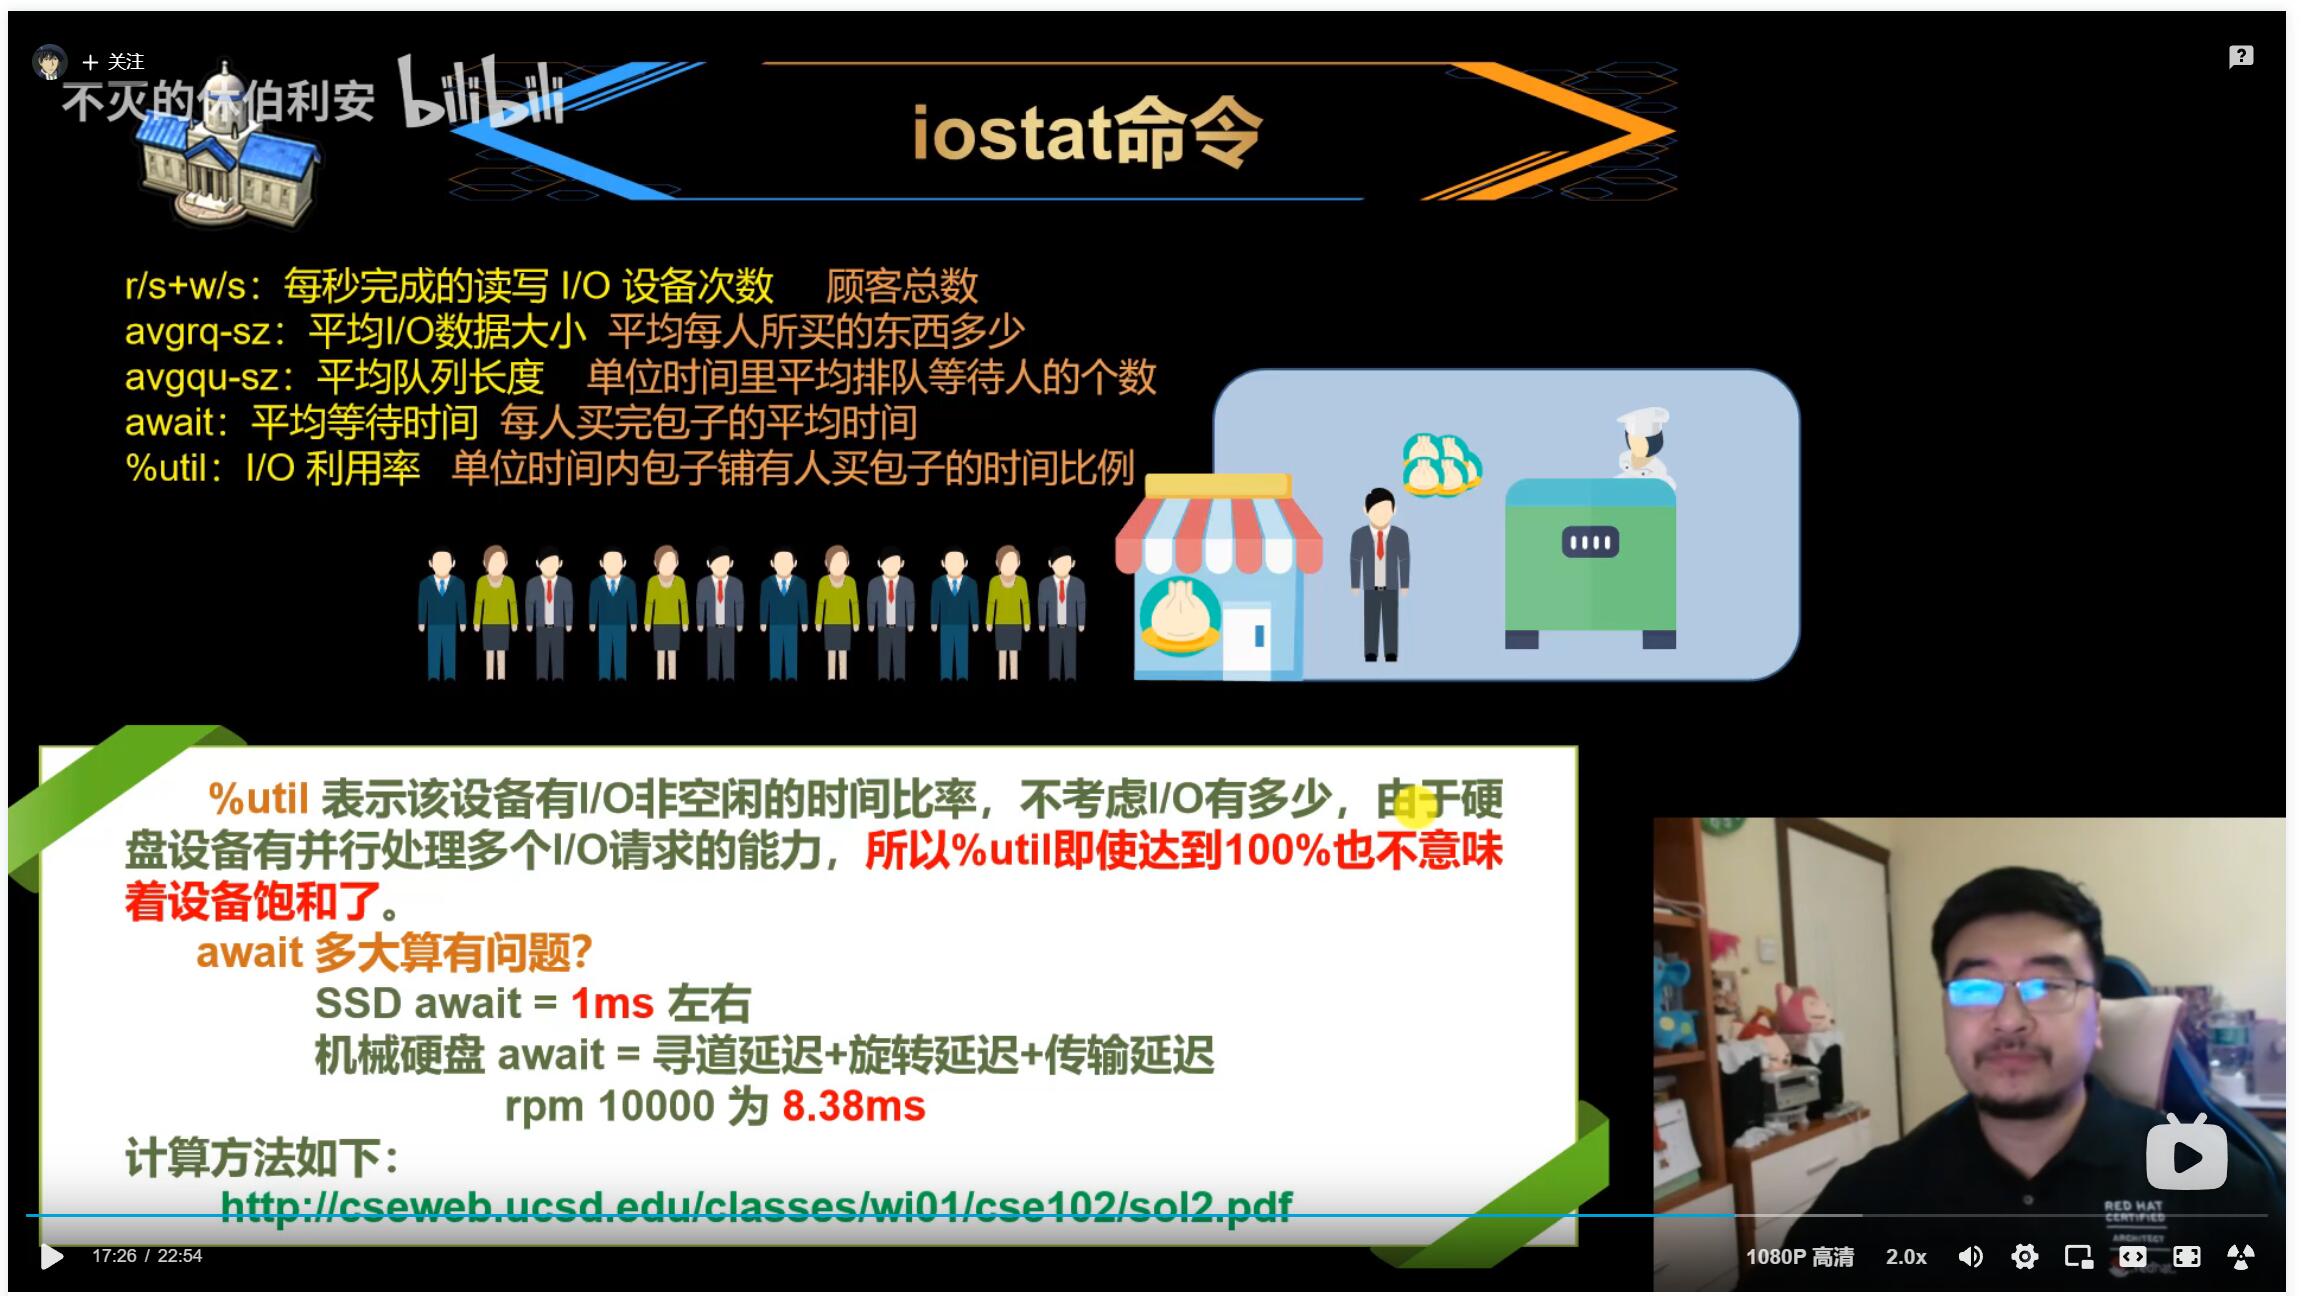 + 关注
不灭的休伯利安 bilibili
iostat命令
r/s+w/s：每秒完成的读写 I/O 设备次数 顾客总数
avgrq-sz：平均I/O数据大小 平均每人所买的东西多少
avgqu-sz：平均队列长度 单位时间里平均排队等待人的个数
await：平均等待时间 每人买完包子的平均时间
%util：I/O 利用率 单位时间内包子铺有人买包子的时间比例
%util 表示该设备有I/O非空闲的时间比率，不考虑I/O有多少，由于硬
盘设备有并行处理多个I/O请求的能力，所以%util即使达到100%也不意味
着设备饱和了。
await 多大算有问题？
SSD await = 1ms 左右
机械硬盘 await = 寻道延迟+旋转延迟+传输延迟
rpm 10000 为 8.38ms
计算方法如下：
http://cseweb.ucsd.edu/classes/wi01/cse102/sol2.pdf
RED HAT
CERTIFIED
ARCHITECT
redhat
17:26 / 22:54
1080P 高清
2.0x